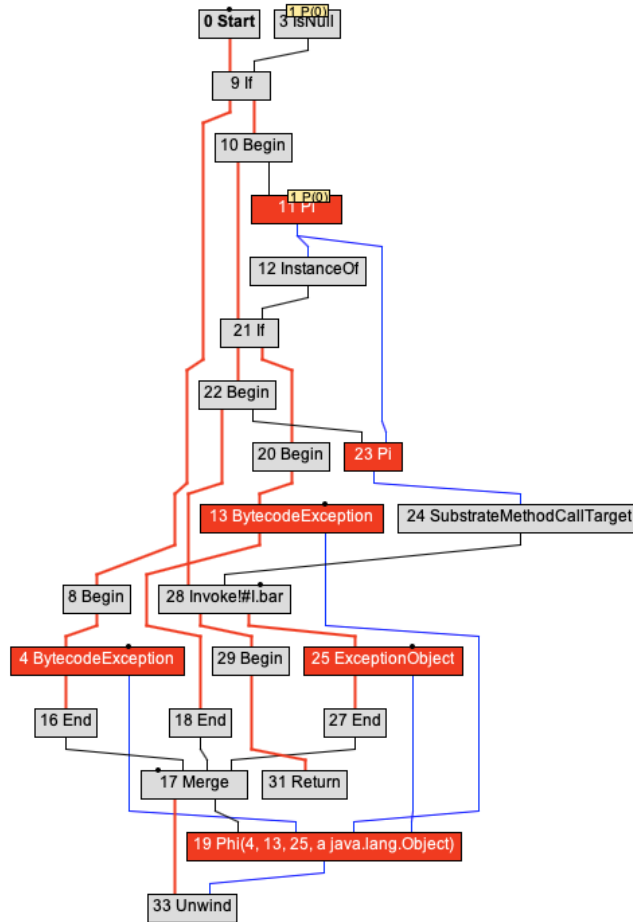 0 Start
1 P(0)
3 IsNull
9 If
10 Begin
1 P(0)
11 Pi
12 InstanceOf
21 If
22 Begin
20 Begin
23 Pi
13 BytecodeException
24 SubstrateMethodCallTarget
8 Begin
28 Invoke!#I.bar
4 BytecodeException
29 Begin
25 ExceptionObject
16 End
18 End
27 End
17 Merge
31 Return
19 Phi(4, 13, 25, a java.lang.Object)
33 Unwind